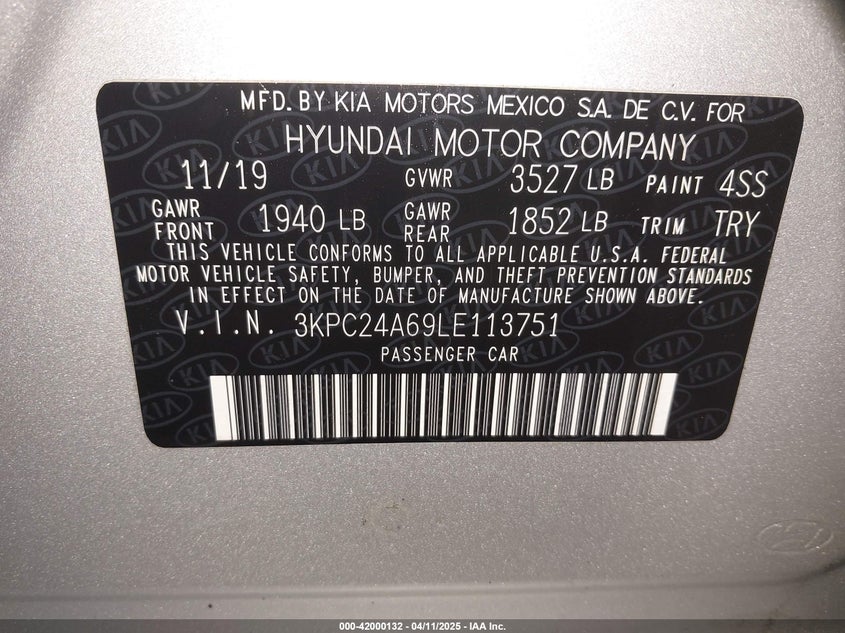 MFD. BY KIA MOTORS MEXICO S.A. DE C.V. FOR
HYUNDAI MOTOR COMPANY
11/19 GVWR 3527 LB PAINT 4SS
GAWR FRONT 1940 LB GAWR REAR 1852 LB TRIM TRY
THIS VEHICLE CONFORMS TO ALL APPLICABLE U.S.A. FEDERAL
MOTOR VEHICLE SAFETY, BUMPER, AND THEFT PREVENTION STANDARDS
IN EFFECT ON THE DATE OF MANUFACTURE SHOWN ABOVE.
V.I.N. 3KPC24A69LE113751
PASSENGER CAR
000-42000132 - 04/11/2025 - IAA Inc.